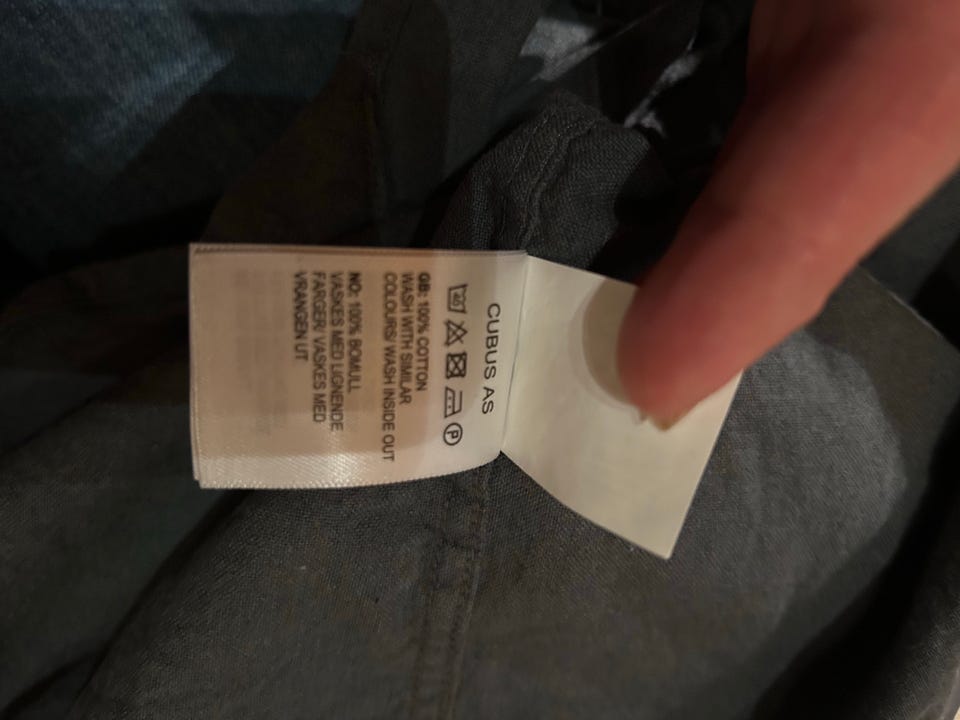 CUBUS AS
40 P
GB: 100% COTTON
WASH WITH SIMILAR
COLOURS/ WASH INSIDE OUT
NO: 100% BOMULL
VASKES MED LIGNENDE
FARGER/ VASKES MED
VRANGEN UT